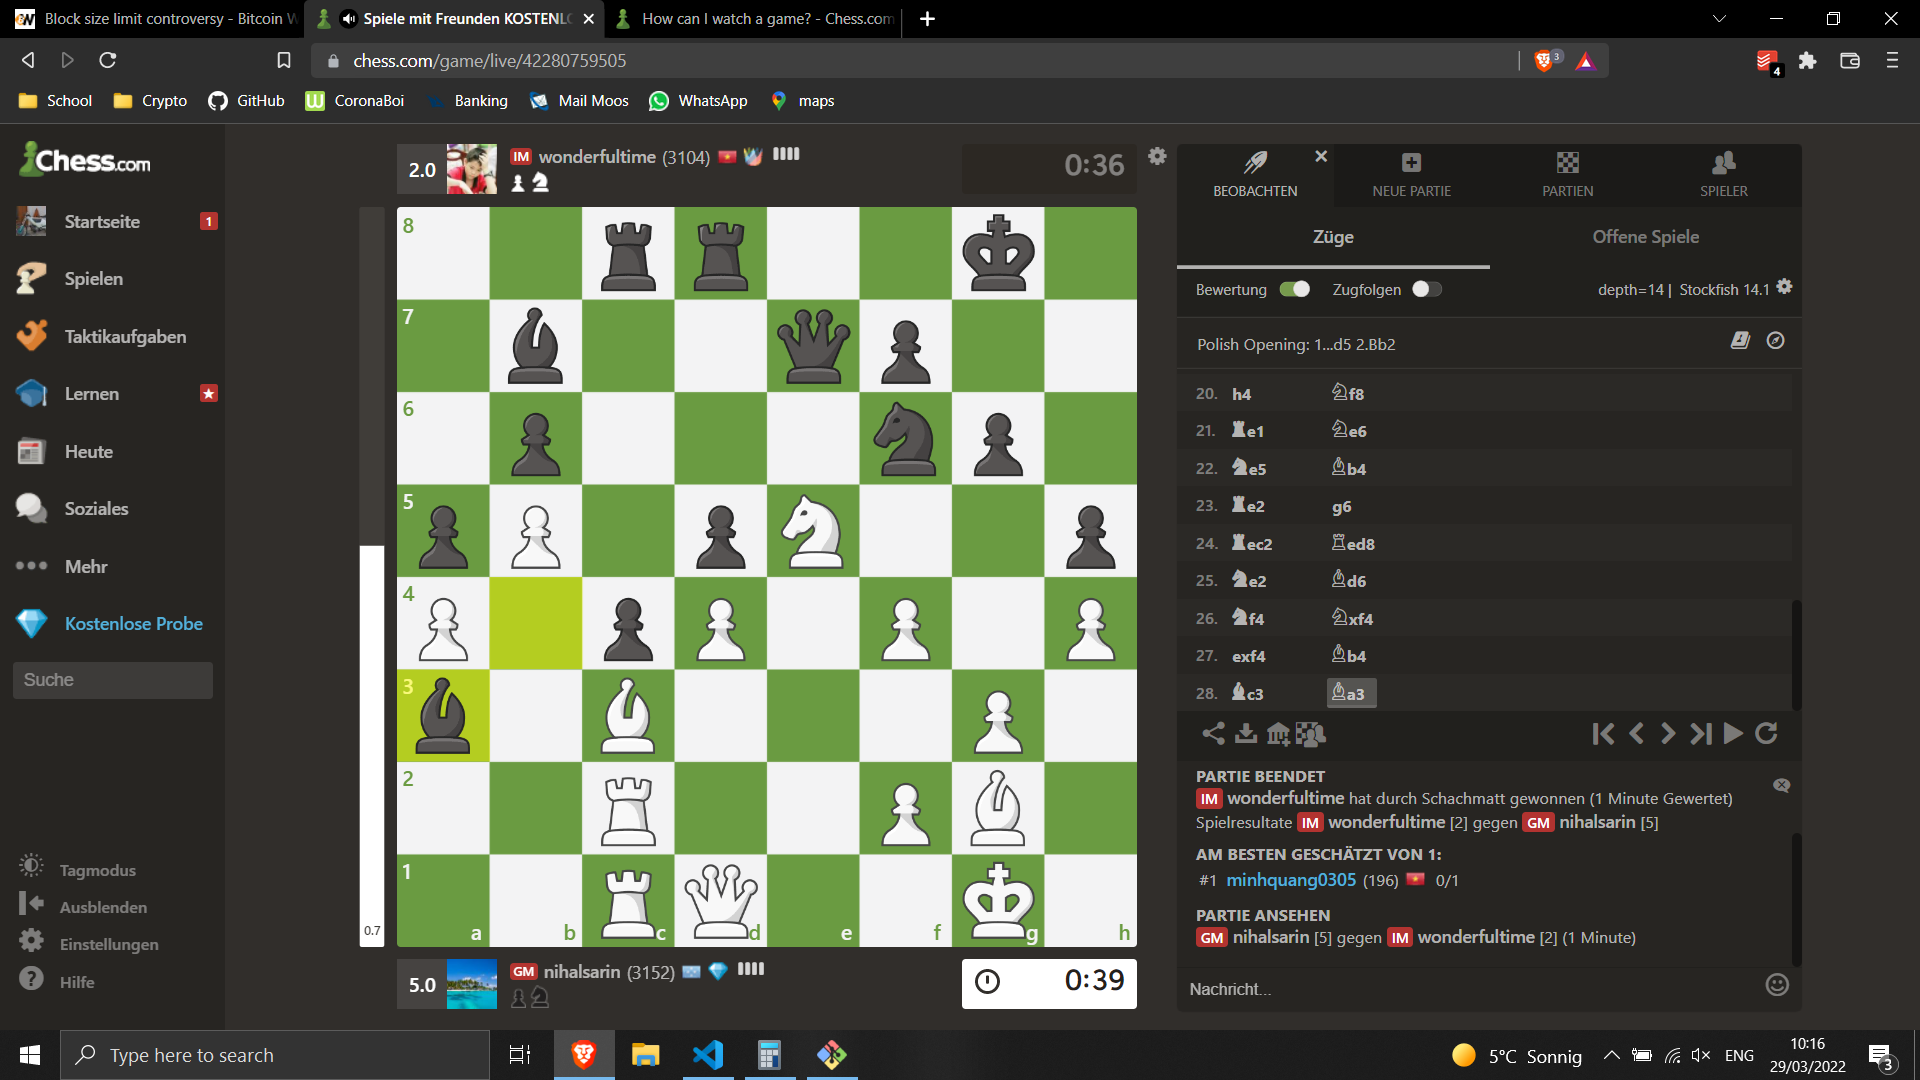 Block size limit controversy - Bitcoin W
Spiele mit Freunden KOSTENLO
How can I watch a game? - Chess.com
chess.com/game/live/42280759505
3
4
School
Crypto
GitHub
CoronaBoi
Banking
Mail Moos
WhatsApp
maps
Chess.com
Startseite
1
Spielen
Taktikaufgaben
Lernen
Heute
Soziales
Mehr
Kostenlose Probe
Suche
Tagmodus
Ausblenden
Einstellungen
Hilfe
2.0
IM wonderfultime (3104)
0:36
8
7
6
5
4
3
2
1
a b c d e f g h
0.7
5.0
GM nihalsarin (3152)
0:39
BEOBACHTEN
NEUE PARTIE
PARTIEN
SPIELER
Züge
Offene Spiele
Bewertung
Zugfolgen
depth=14 | Stockfish 14.1
Polish Opening: 1...d5 2.Bb2
20. h4 f8
21. e1 e6
22. e5 b4
23. e2 g6
24. ec2 ed8
25. e2 d6
26. f4 xf4
27. exf4 b4
28. c3 a3
PARTIE BEENDET
IM wonderfultime hat durch Schachmatt gewonnen (1 Minute Gewertet)
Spielresultate IM wonderfultime [2] gegen GM nihalsarin [5]
AM BESTEN GESCHÄTZT VON 1:
#1 minhquang0305 (196) 0/1
PARTIE ANSEHEN
GM nihalsarin [5] gegen IM wonderfultime [2] (1 Minute)
Nachricht...
Type here to search
5°C Sonnig
ENG
10:16
29/03/2022
3